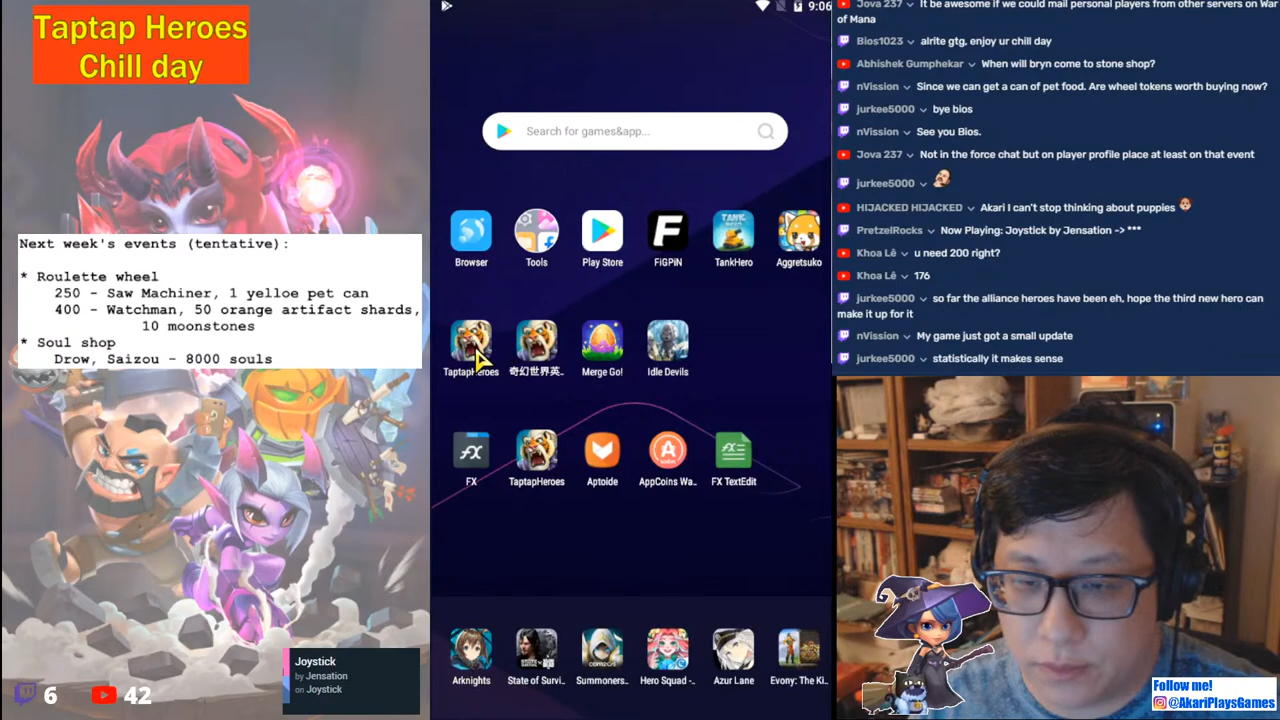 Taptap Heroes
Chill day
Next week's events (tentative):
* Roulette wheel
250 - Saw Machiner, 1 yelloe pet can
400 - Watchman, 50 orange artifact shards,
10 moonstones
* Soul shop
Drow, Saizou - 8000 souls
Joystick
by Jensation
on Joystick
6
42
9:06
Search for games&app...
Browser
Tools
Play Store
FiGPiN
TankHero
Aggretsuko
TaptapHeroes
奇幻世界英..
Merge Go!
Idle Devils
FX
TaptapHeroes
Aptoide
AppCoins Wa..
FX TextEdit
Arknights
State of Survi..
Summoners..
Hero Squad -..
Azur Lane
Evony: The Ki..
Jova 237 It be awesome if we could mail personal players from other servers on War
of Mana
Bios1023 alrite gtg, enjoy ur chill day
Abhishek Gumphekar When will bryn come to stone shop?
nVission Since we can get a can of pet food. Are wheel tokens worth buying now?
jurkee5000 bye bios
nVission See you Bios.
Jova 237 Not in the force chat but on player profile place at least on that event
jurkee5000
HIJACKED HIJACKED Akari I can't stop thinking about puppies
PretzelRocks Now Playing: Joystick by Jensation -> ***
Khoa Lê u need 200 right?
Khoa Lê 176
jurkee5000 so far the alliance heroes have been eh, hope the third new hero can
make it up for it
nVission My game just got a small update
jurkee5000 statistically it makes sense
Follow me!
@AkariPlaysGames